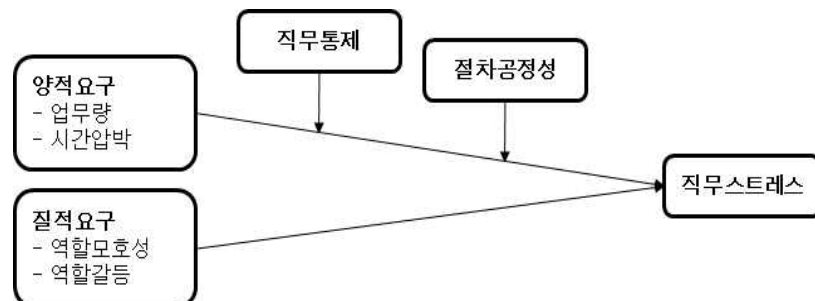 직무통제
절차공정성
양적요구
- 업무량
- 시간압박
직무스트레스
질적요구
- 역할모호성
- 역할갈등